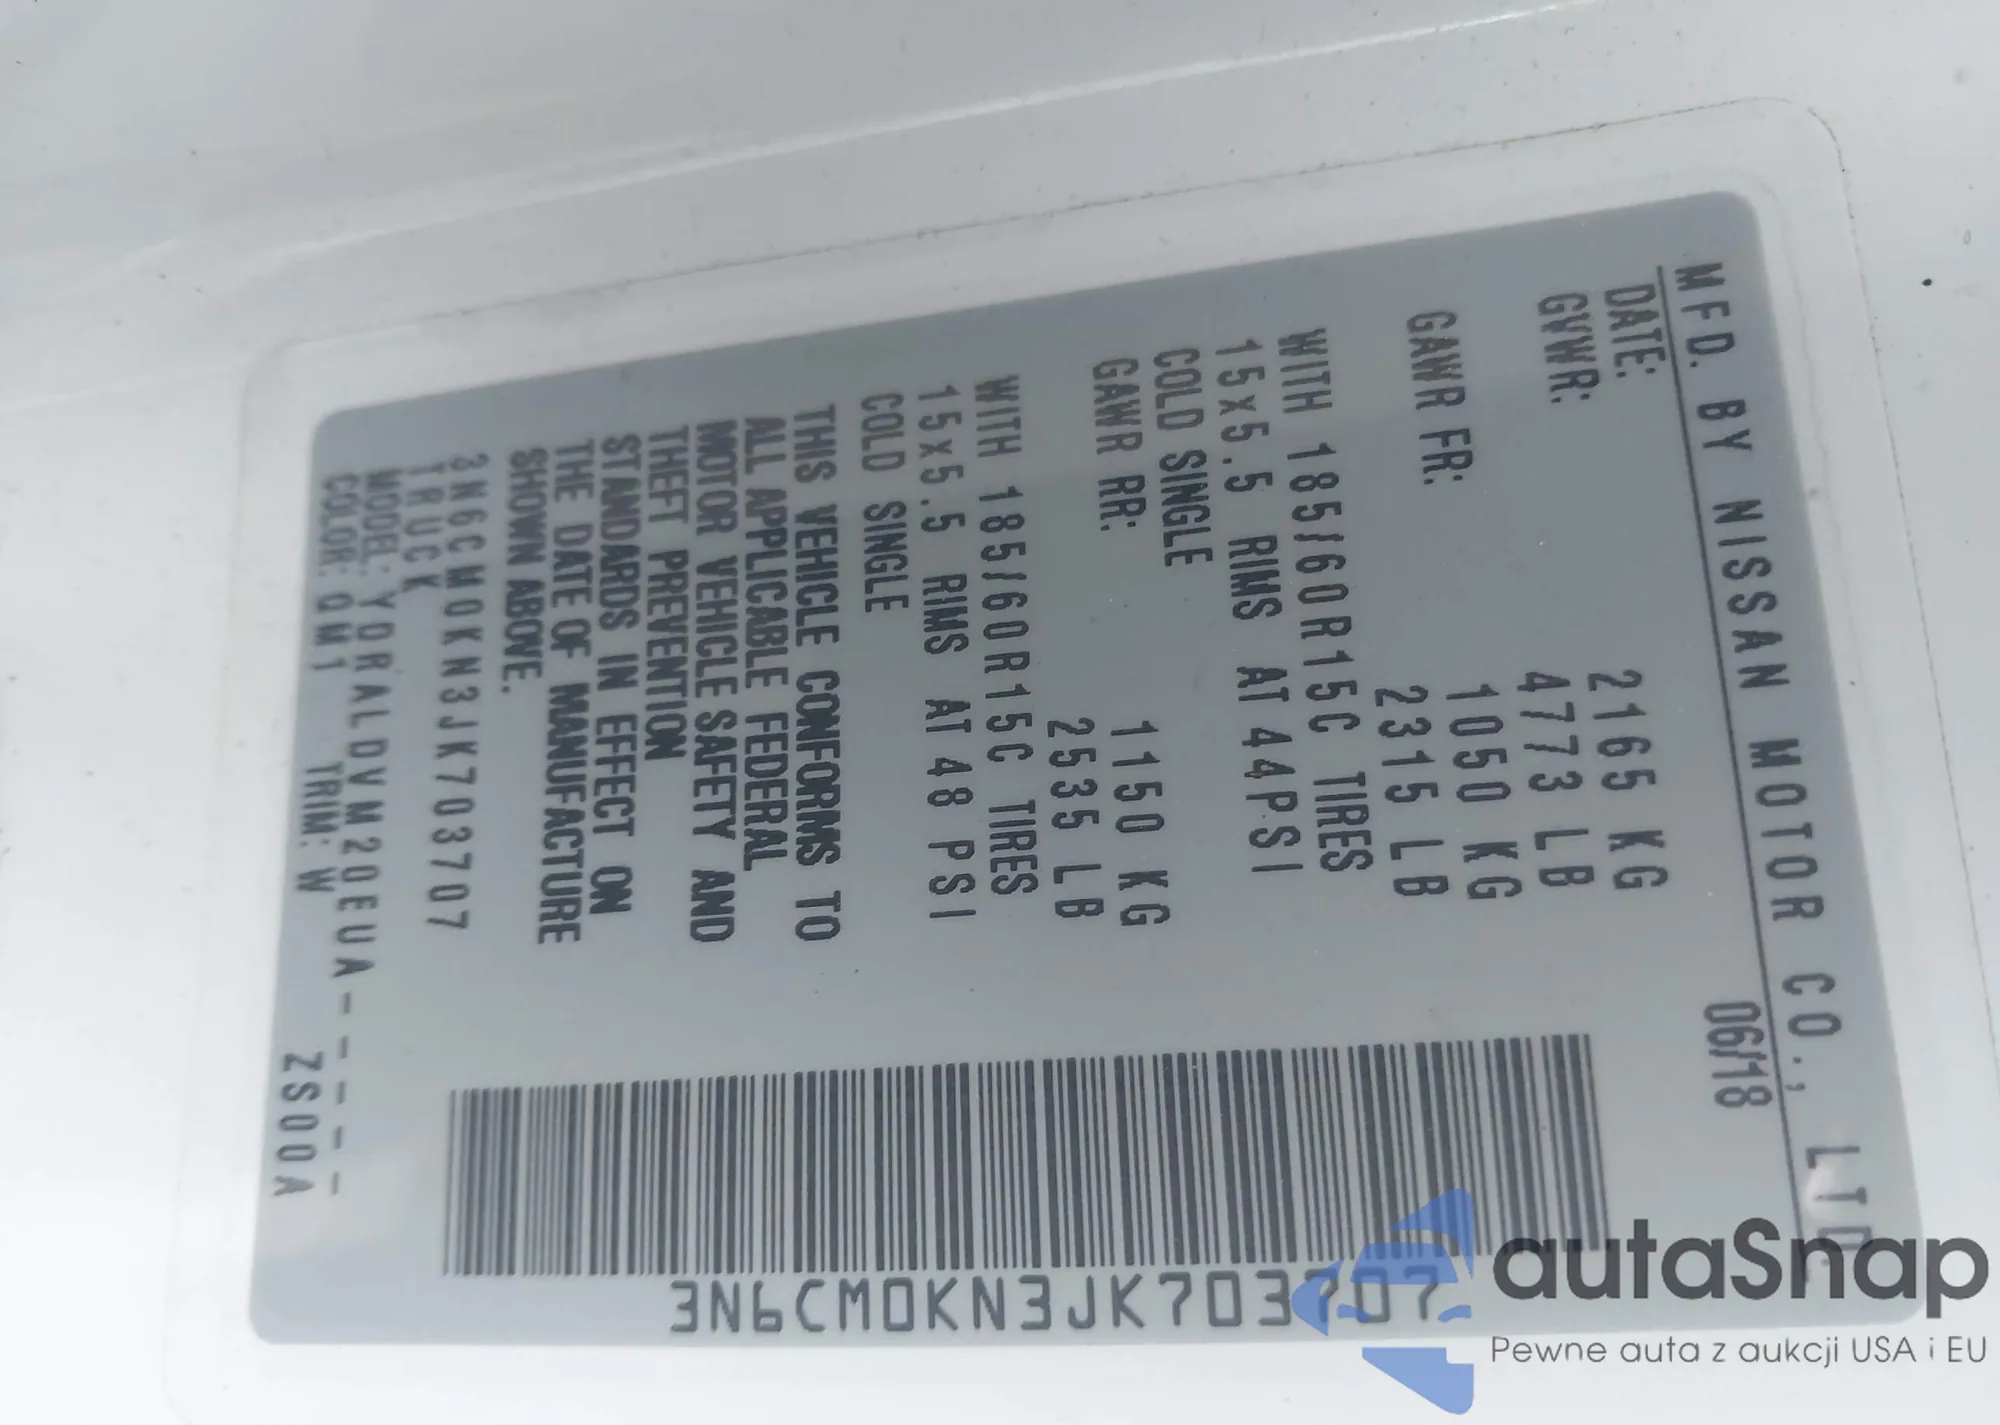 MFD. BY NISSAN MOTOR CO., LTD.
DATE: 06/18
GVWR: 2165 KG
4773 LB
GAWR FR: 1050 KG
2315 LB
WITH 185/60R15C TIRES
15x5.5 RIMS AT 44PSI
COLD SINGLE
GAWR RR: 1150 KG
2535 LB
WITH 185/60R15C TIRES
15x5.5 RIMS AT 48 PSI
COLD SINGLE
THIS VEHICLE CONFORMS TO
ALL APPLICABLE FEDERAL
MOTOR VEHICLE SAFETY AND
THEFT PREVENTION
STANDARDS IN EFFECT ON
THE DATE OF MANUFACTURE
SHOWN ABOVE.
3N6CM0KN3JK703707
TRUCK
MODEL: YDRALDVM20EUA-----
COLOR: QM1 TRIM: W ZS00A
3N6CM0KN3JK703707
autaSnap
Pewne auta z aukcji USA i EU